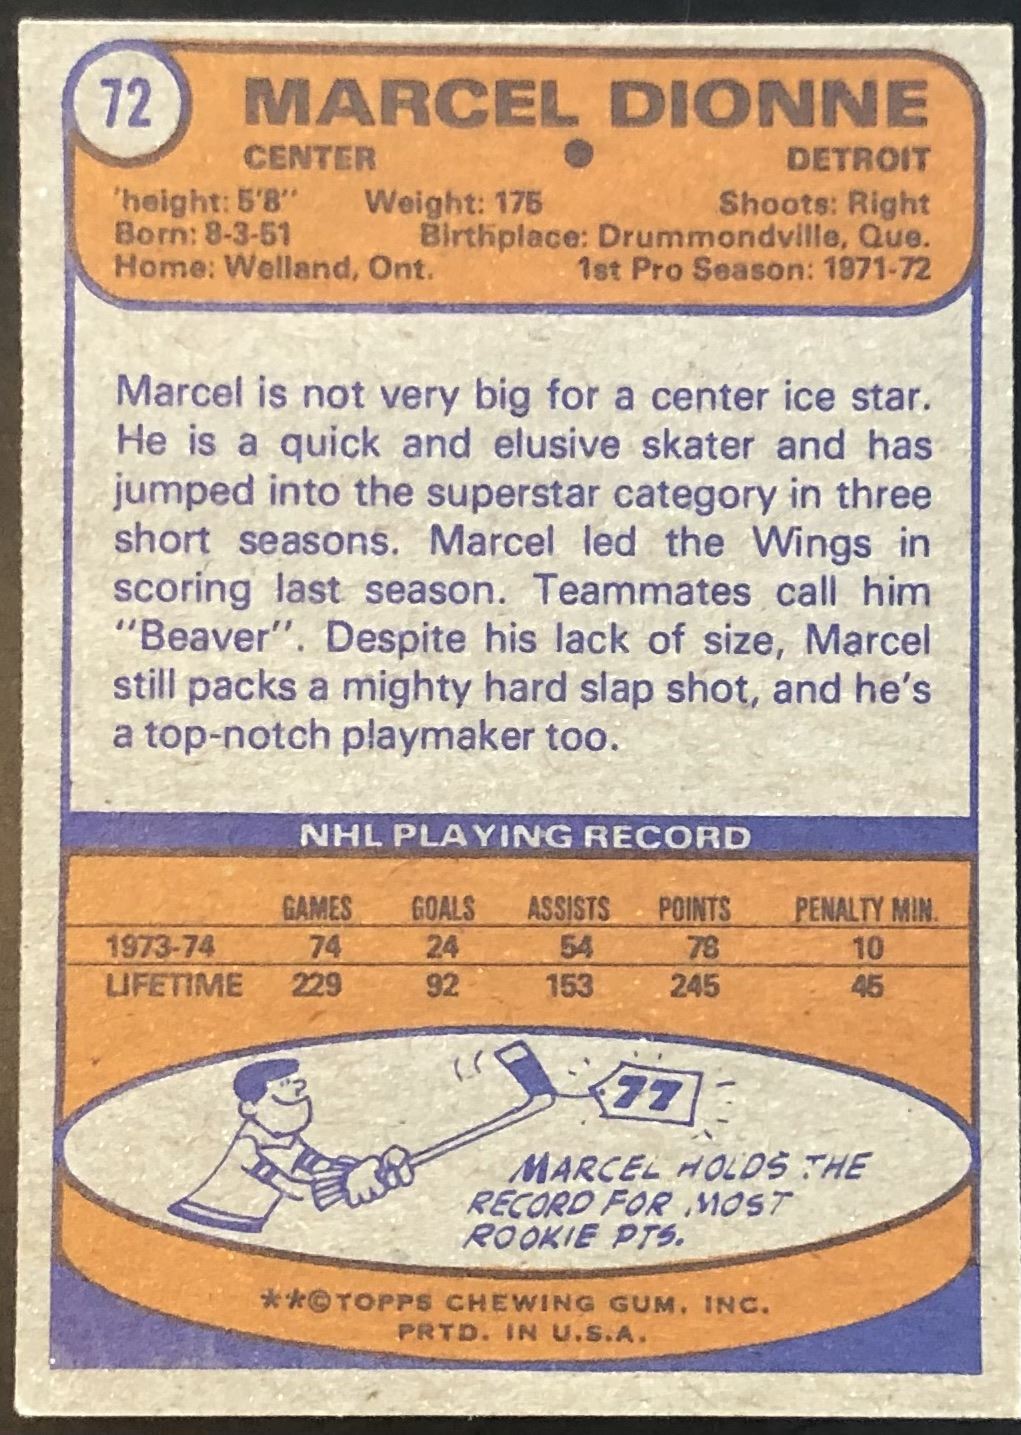 72
MARCEL DIONNE
CENTER DETROIT
'height: 5'8" Weight: 175 Shoots: Right
Born: 8-3-51 Birthplace: Drummondville, Que.
Home: Welland, Ont. 1st Pro Season: 1971-72
Marcel is not very big for a center ice star.
He is a quick and elusive skater and has
jumped into the superstar category in three
short seasons. Marcel led the Wings in
scoring last season. Teammates call him
"Beaver". Despite his lack of size, Marcel
still packs a mighty hard slap shot, and he's
a top-notch playmaker too.
NHL PLAYING RECORD
GAMES GOALS ASSISTS POINTS PENALTY MIN.
1973-74 74 24 54 78 10
LIFETIME 229 92 153 245 45
77
MARCEL HOLDS THE
RECORD FOR MOST
ROOKIE PTS.
**©TOPPS CHEWING GUM, INC.
PRTD. IN U.S.A.